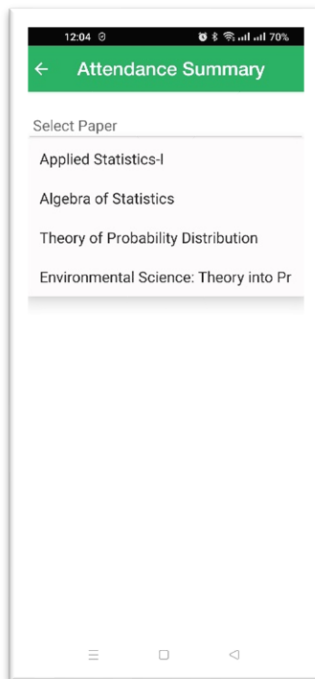 12:04 70%
Attendance Summary
Select Paper
Applied Statistics-I
Algebra of Statistics
Theory of Probability Distribution
Environmental Science: Theory into Pr